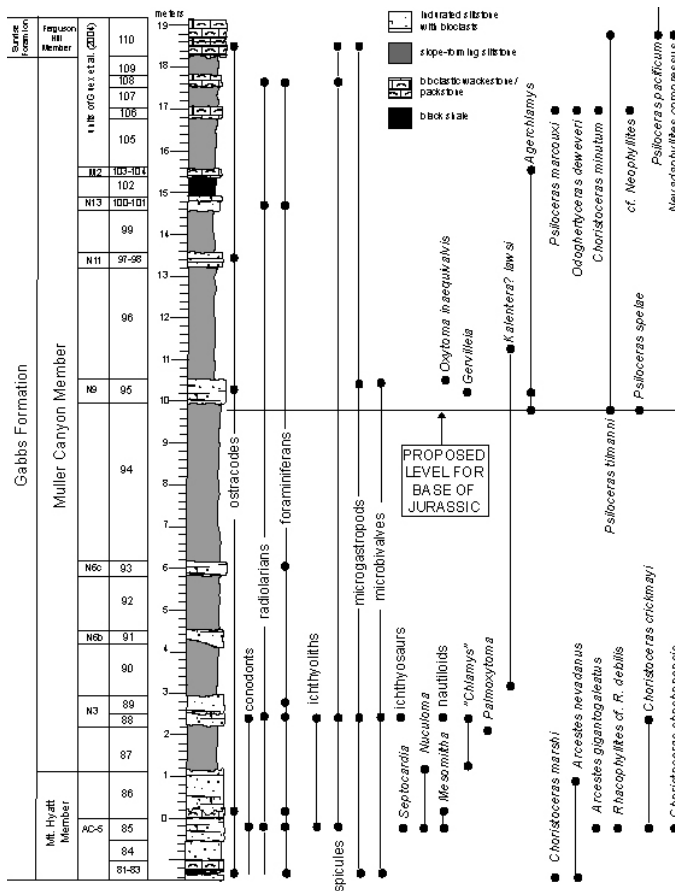 meters
Indurated siltstone
with bioclasts
slope-forming siltstone
bioclastic wackestone /
packstone
black shale
Sunrise
Formation
Ferguson
Hill
Member
units of Guex et al. (2004)
Gabbs Formation
Muller Canyon Member
Mt. Hyatt
Member
M2
N13
N11
N9
N6c
N6b
N3
AC-5
110
109
108
107
106
105
103-104
102
100-101
99
97-98
96
95
94
93
92
91
90
89
88
87
86
85
84
81-83
19
18
17
16
15
14
13
12
11
10
9
8
7
6
5
4
3
2
1
0
ostracodes
conodonts
radiolarians
foraminiferans
ichthyoliths
spicules
microgastropods
microbivalves
ichthyosaurs
Septocardia
Nuculoma
nautiloids
Mesomiltha
"Chlamys"
Palmoxytoma
Oxytoma inaequivalvis
Gervilleia
Kalentera? lawsi
Agerchlamys
Psiloceras marcouxi
Odoghertyceras deweveri
Choristoceras minutum
cf. Neophyllites
Psiloceras pacificum
Psiloceras spelae
Psiloceras tilmanni
PROPOSED
LEVEL FOR
BASE OF
JURASSIC
Choristoceras marshi
Arcestes nevadanus
Arcestes gigantogaleatus
Rhacophyllites cf. R. debilis
Choristoceras crickmayi